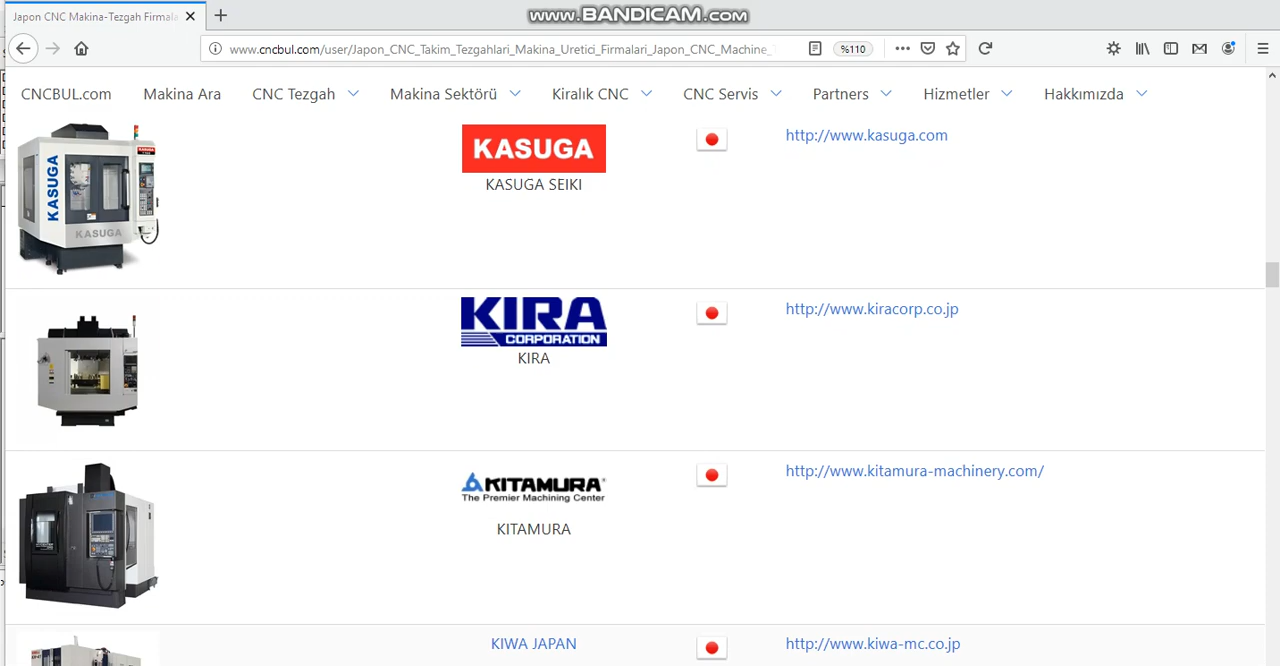 Japon CNC Makina-Tezgah Firmala
www.BANDICAM.com
www.cncbul.com/user/Japon_CNC_Takim_Tezgahlari_Makina_Uretici_Firmalari_Japon_CNC_Machine_
%110
CNCBUL.com Makina Ara CNC Tezgah Makina Sektörü Kiralık CNC CNC Servis Partners Hizmetler Hakkımızda
KASUGA
KASUGA
KASUGA
KASUGA SEIKI
http://www.kasuga.com
KIRA
CORPORATION
KIRA
http://www.kiracorp.co.jp
KITAMURA
The Premier Machining Center
KITAMURA
http://www.kitamura-machinery.com/
KIWA JAPAN
http://www.kiwa-mc.co.jp